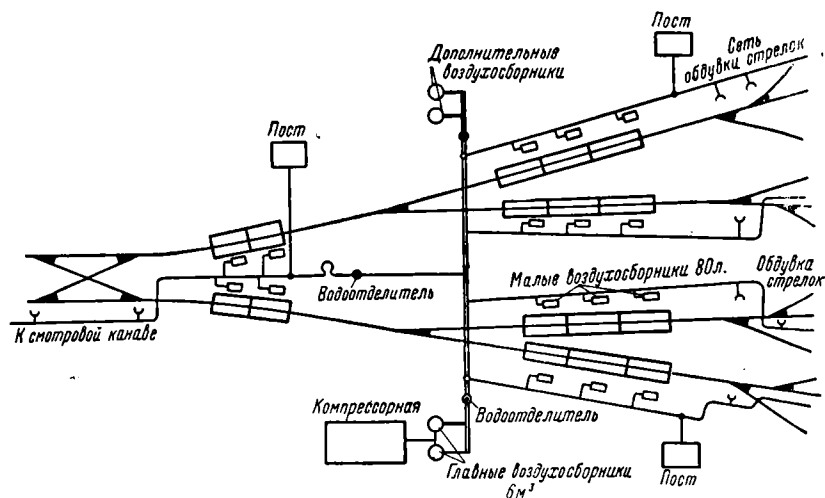 Пост
Сеть
обдувки стрелок
Дополнительные
воздухосборники
Пост
Малые воздухосборники 80л.
Обдувка
стрелок
Водоотделитель
К смотровой канаве
Компрессорная
Водоотделитель
Главные воздухосборники
6м³
Пост